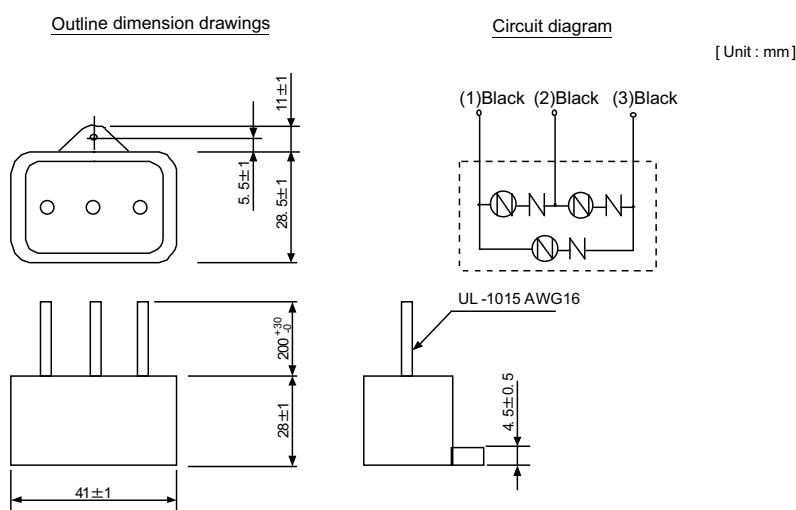 Outline dimension drawings
Circuit diagram
[ Unit : mm ]
(1)Black (2)Black (3)Black
11±1
5. 5±1
28. 5±1
UL -1015 AWG16
200 +30 -0
28±1
4. 5±0. 5
41±1